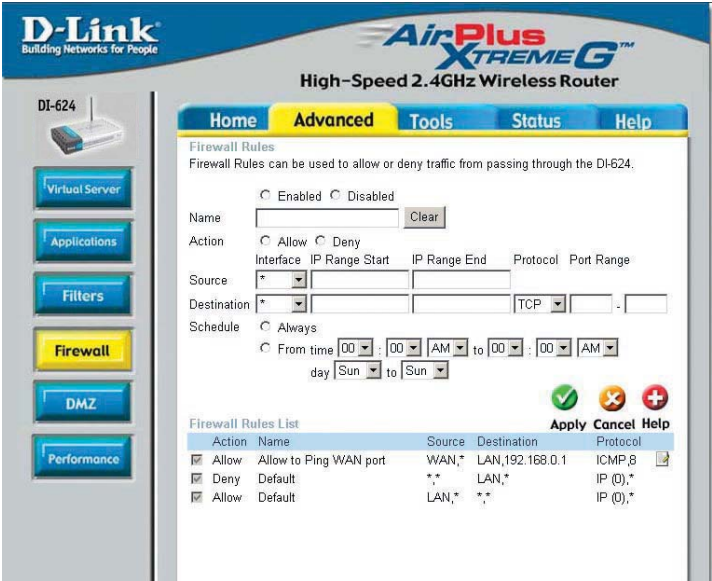 D-Link
Building Networks for People
AirPlus
XTREME G™
High-Speed 2.4GHz Wireless Router
DI-624
Home Advanced Tools Status Help
Virtual Server
Applications
Filters
Firewall
DMZ
Performance
Firewall Rules
Firewall Rules can be used to allow or deny traffic from passing through the DI-624.
Enabled Disabled
Name Clear
Action Allow Deny
Interface IP Range Start IP Range End Protocol Port Range
Source *
Destination * TCP -
Schedule Always
From time 00 : 00 AM to 00 : 00 AM
day Sun to Sun
Apply Cancel Help
Firewall Rules List
Action Name Source Destination Protocol
Allow Allow to Ping WAN port WAN,* LAN,192.168.0.1 ICMP,8
Deny Default *,* LAN,* IP (0),*
Allow Default LAN,* *,* IP (0),*